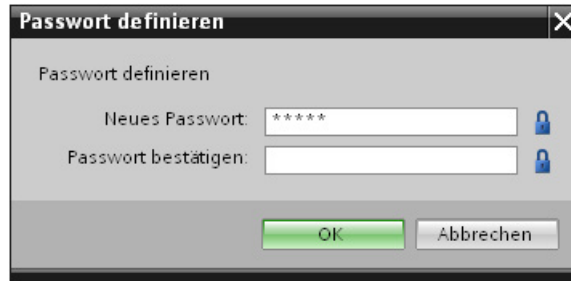 Passwort definieren
Passwort definieren
Neues Passwort: *****
Passwort bestätigen:
OK Abbrechen